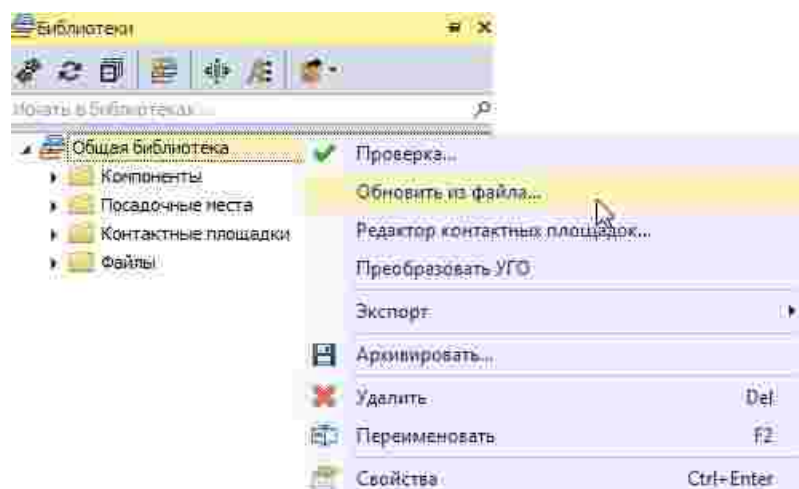 Библиотеки
Искать в библиотеках...
Общая библиотека
Компоненты
Посадочные места
Контактные площадки
Файлы
Проверка...
Обновить из файла...
Редактор контактных площадок...
Преобразовать УГО
Экспорт
Архивировать...
Удалить Del
Переименовать F2
Свойства Ctrl+Enter